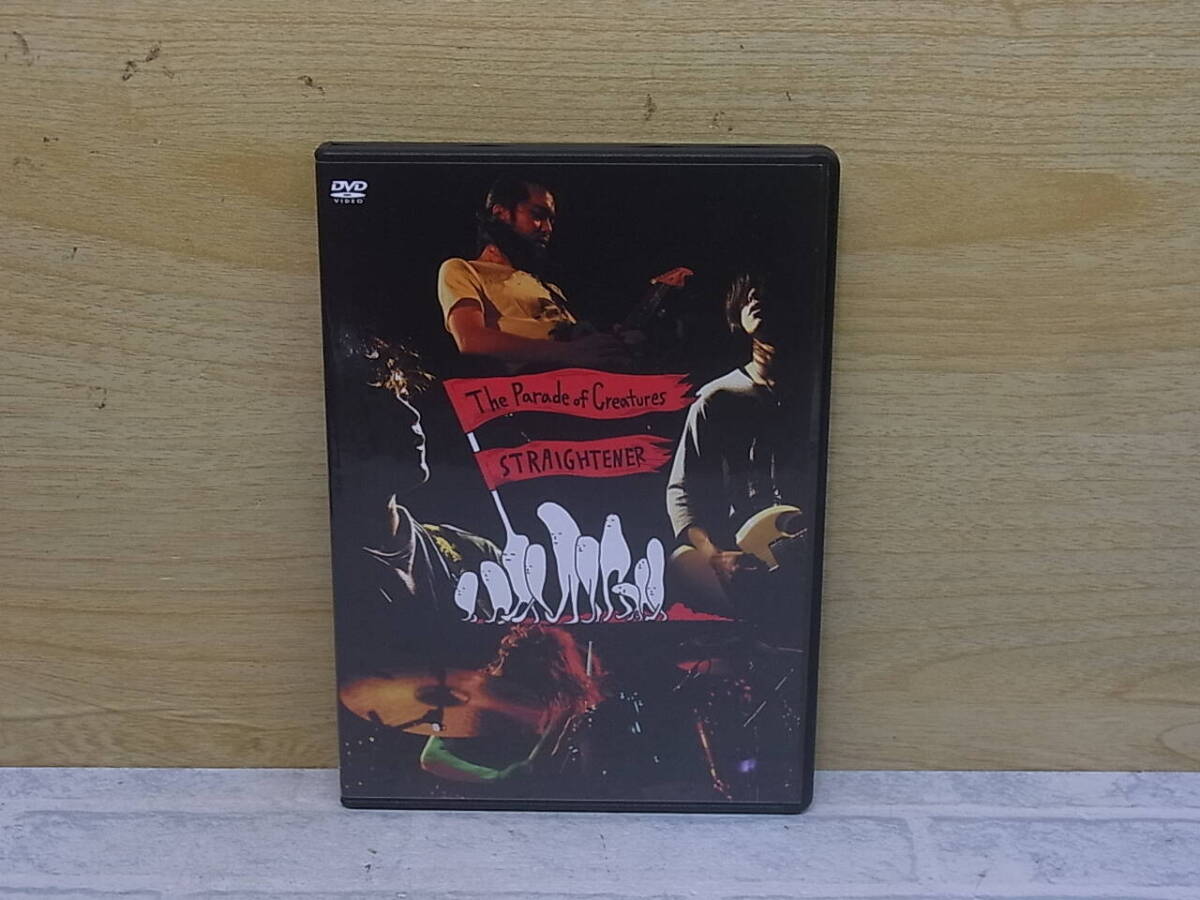 DVD
VIDEO
The Parade of Creatures
STRAIGHTENER